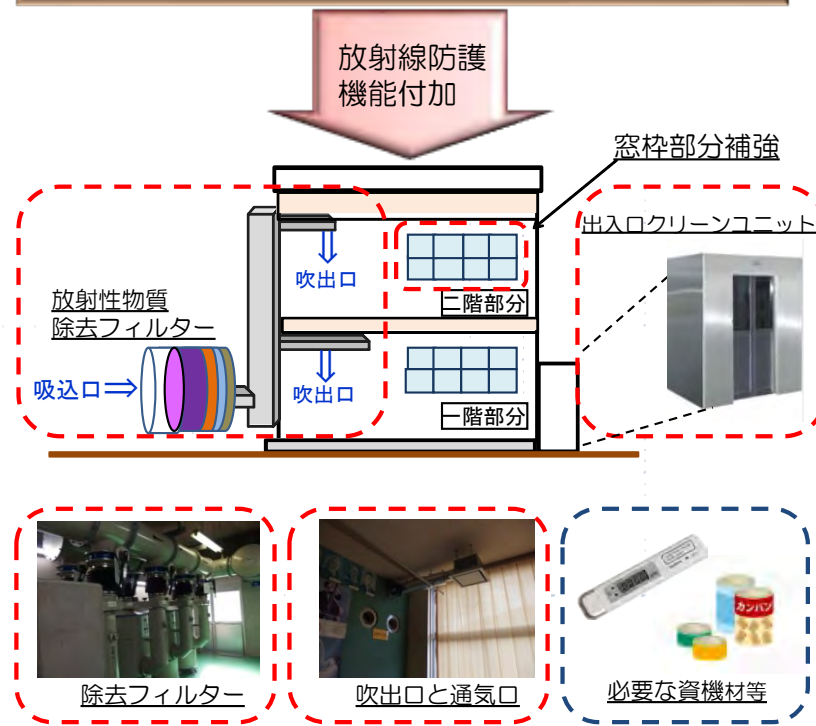 放射線防護
機能付加
窓枠部分補強
出入口クリーンユニット
吹出口
二階部分
放射性物質
除去フィルター
吸込口⇒
吹出口
一階部分
カンパン
除去フィルター
吹出口と通気口
必要な資機材等